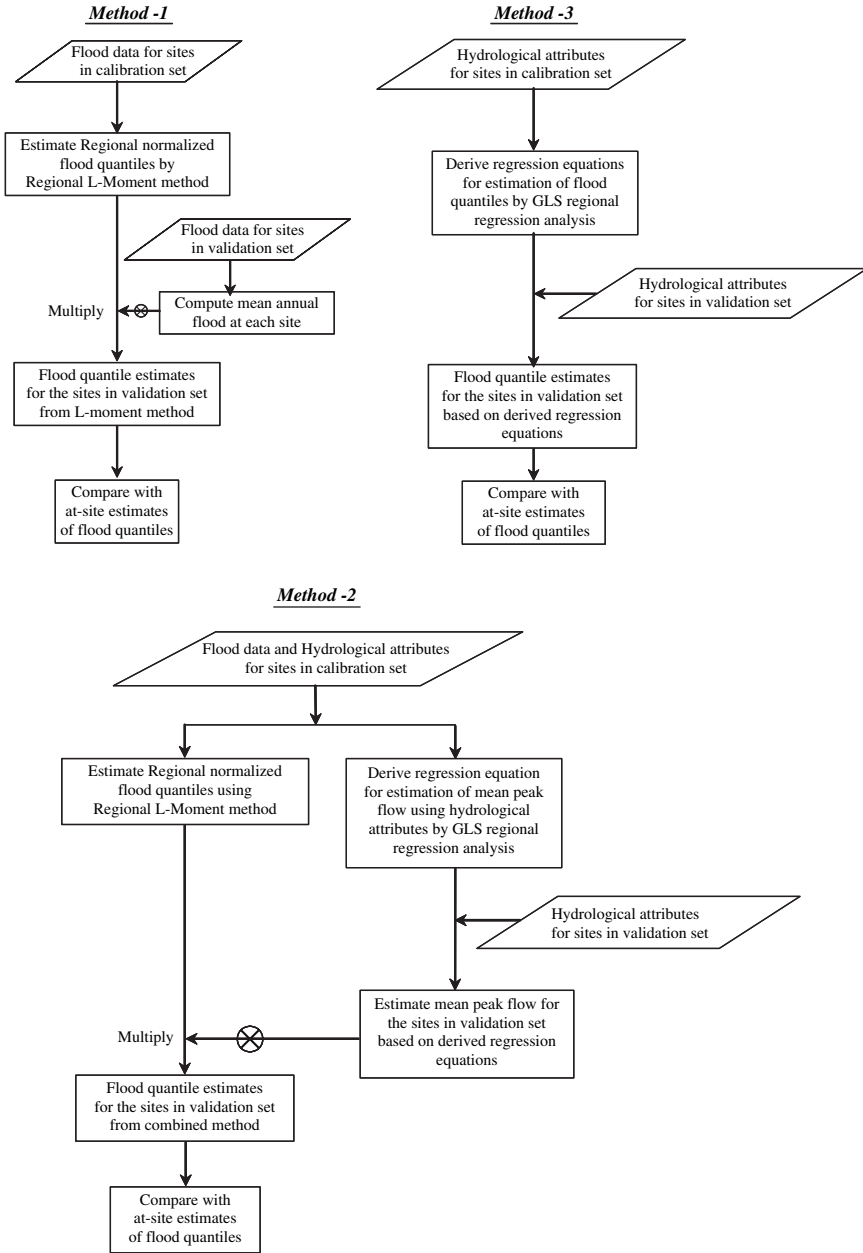 Method -1
Flood data for sites
in calibration set
Estimate Regional normalized
flood quantiles by
Regional L-Moment method
Flood data for sites
in validation set
Multiply
Compute mean annual
flood at each site
Flood quantile estimates
for the sites in validation set
from L-moment method
Compare with
at-site estimates
of flood quantiles
Method -3
Hydrological attributes
for sites in calibration set
Derive regression equations
for estimation of flood
quantiles by GLS regional
regression analysis
Hydrological attributes
for sites in validation set
Flood quantile estimates
for the sites in validation set
based on derived regression
equations
Compare with
at-site estimates
of flood quantiles
Method -2
Flood data and Hydrological attributes
for sites in calibration set
Estimate Regional normalized
flood quantiles using
Regional L-Moment method
Derive regression equation
for estimation of mean peak
flow using hydrological
attributes by GLS regional
regression analysis
Hydrological attributes
for sites in validation set
Estimate mean peak flow for
the sites in validation set
based on derived regression
equations
Multiply
Flood quantile estimates
for the sites in validation set
from combined method
Compare with
at-site estimates
of flood quantiles